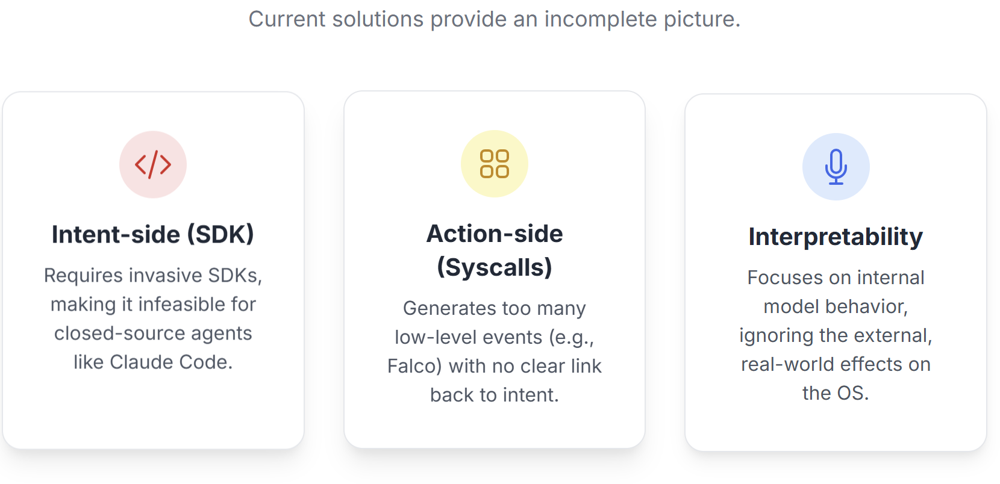 Current solutions provide an incomplete picture.
Intent-side (SDK)
Requires invasive SDKs,
making it infeasible for
closed-source agents
like Claude Code.
Action-side
(Syscalls)
Generates too many
low-level events (e.g.,
Falco) with no clear link
back to intent.
Interpretability
Focuses on internal
model behavior,
ignoring the external,
real-world effects on
the OS.